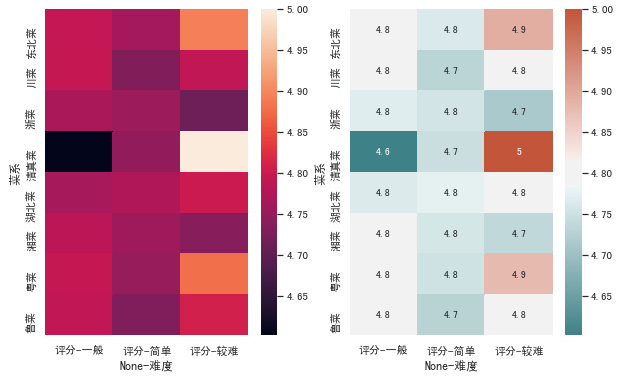 菜系
东北菜
川菜
浙菜
清真菜
湖北菜
湘菜
粤菜
鲁菜
评分-一般 评分-简单 评分-较难
None-难度
5.00
4.95
4.90
4.85
4.80
4.75
4.70
4.65
菜系
东北菜 4.8 4.8 4.9
川菜 4.8 4.7 4.8
浙菜 4.8 4.8 4.7
清真菜 4.6 4.7 5
湖北菜 4.8 4.8 4.8
湘菜 4.8 4.8 4.7
粤菜 4.8 4.8 4.9
鲁菜 4.8 4.7 4.8
评分-一般 评分-简单 评分-较难
None-难度
5.00
4.95
4.90
4.85
4.80
4.75
4.70
4.65